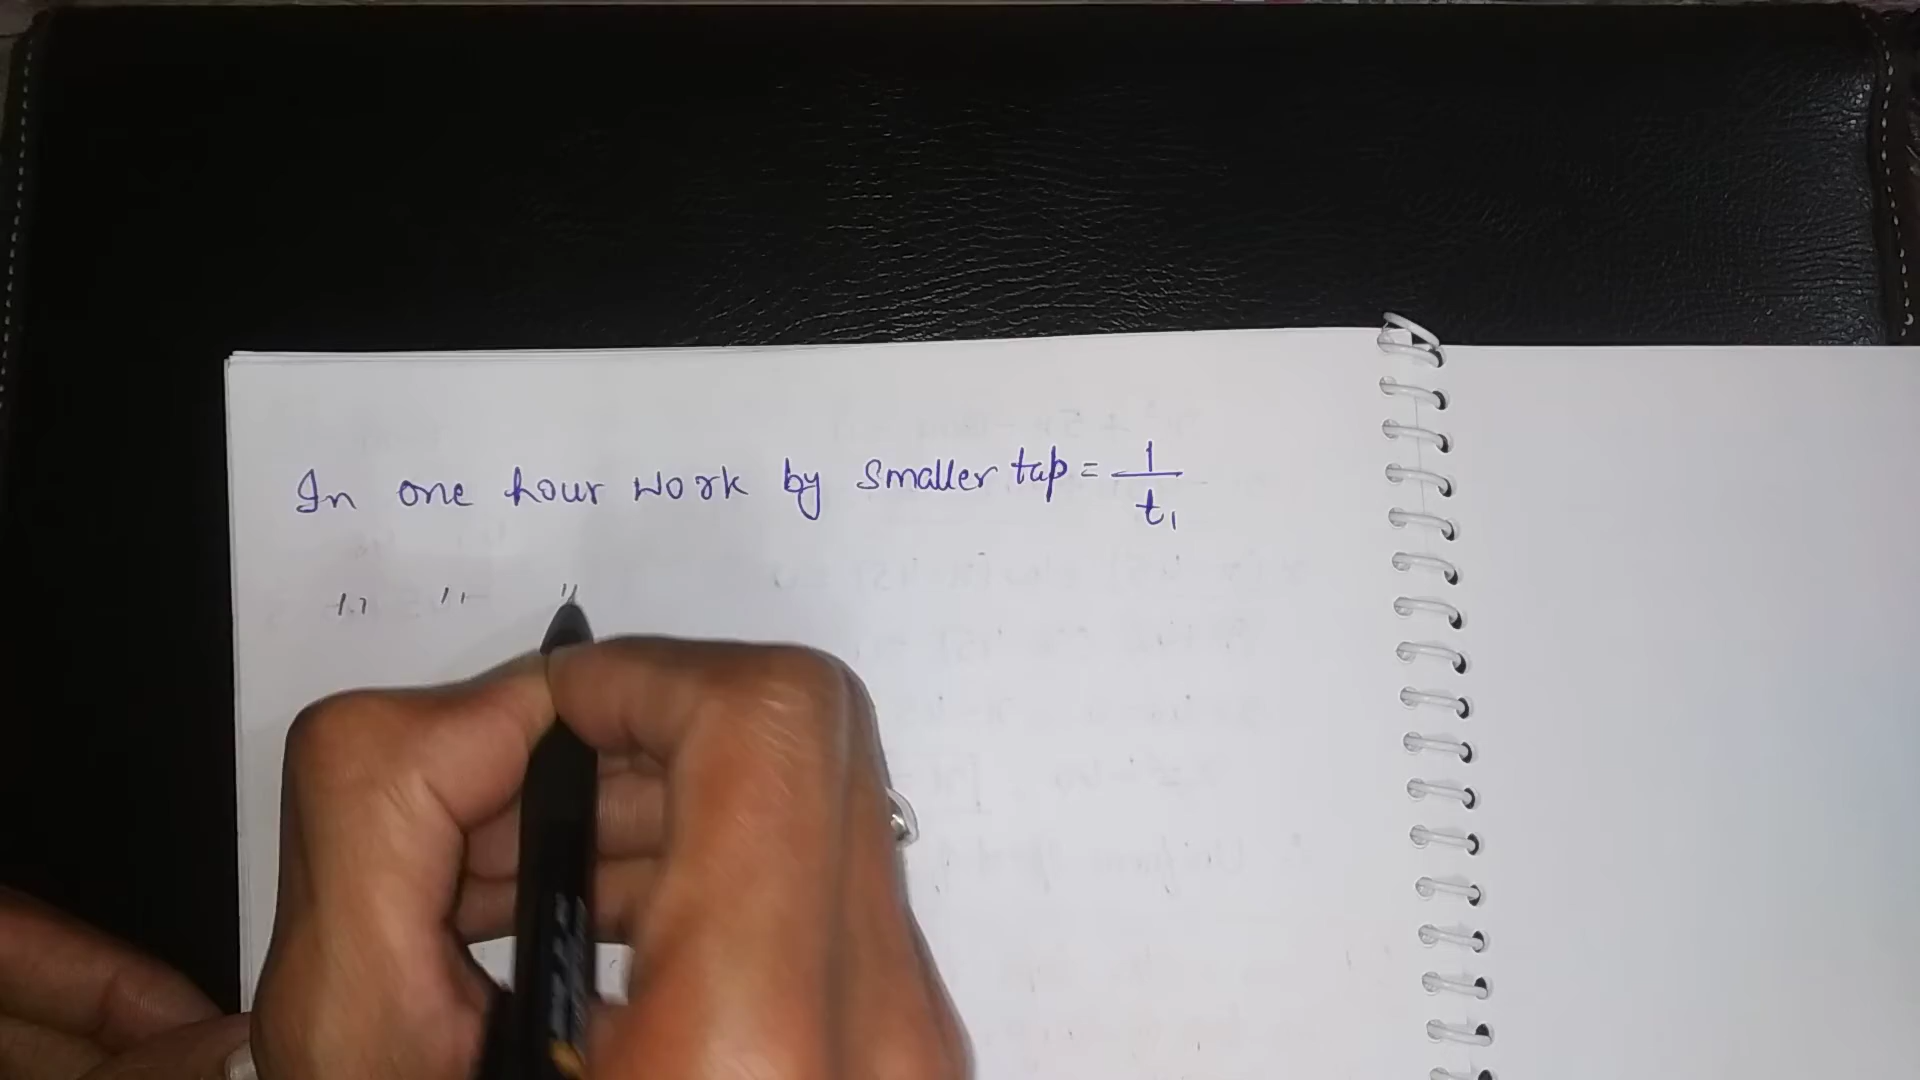 In one hour work by smaller tap = 1/t₁
" " "